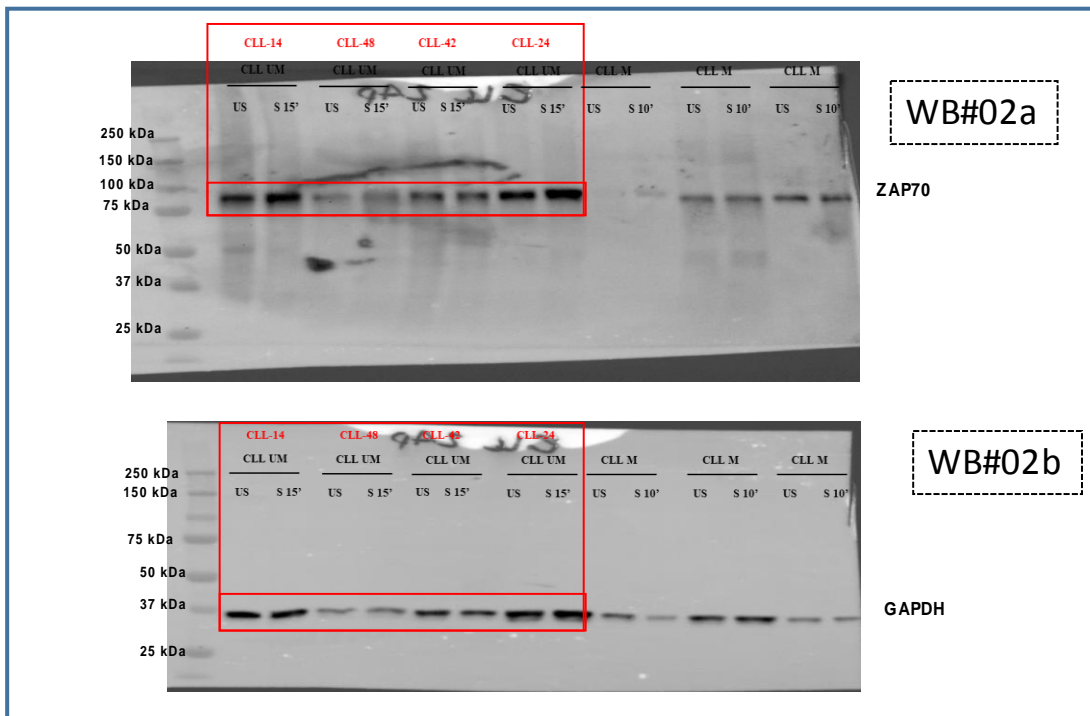 CLL-14 CLL-48 CLL-42 CLL-24
CLL UM CLL UM CLL UM CLL UM CLL M CLL M CLL M
US S 15’ US S 15’ US S 15’ US S 15’ US S 10’ US S 10’ US S 10’
WB#02a
250 kDa
150 kDa
100 kDa
75 kDa
ZAP70
50 kDa
37 kDa
25 kDa
CLL-14 CLL-48 CLL-42 CLL-24
CLL UM CLL UM CLL UM CLL UM CLL M CLL M CLL M
US S 15’ US S 15’ US S 15’ US S 15’ US S 10’ US S 10’ US S 10’
WB#02b
250 kDa
150 kDa
75 kDa
50 kDa
37 kDa
GAPDH
25 kDa